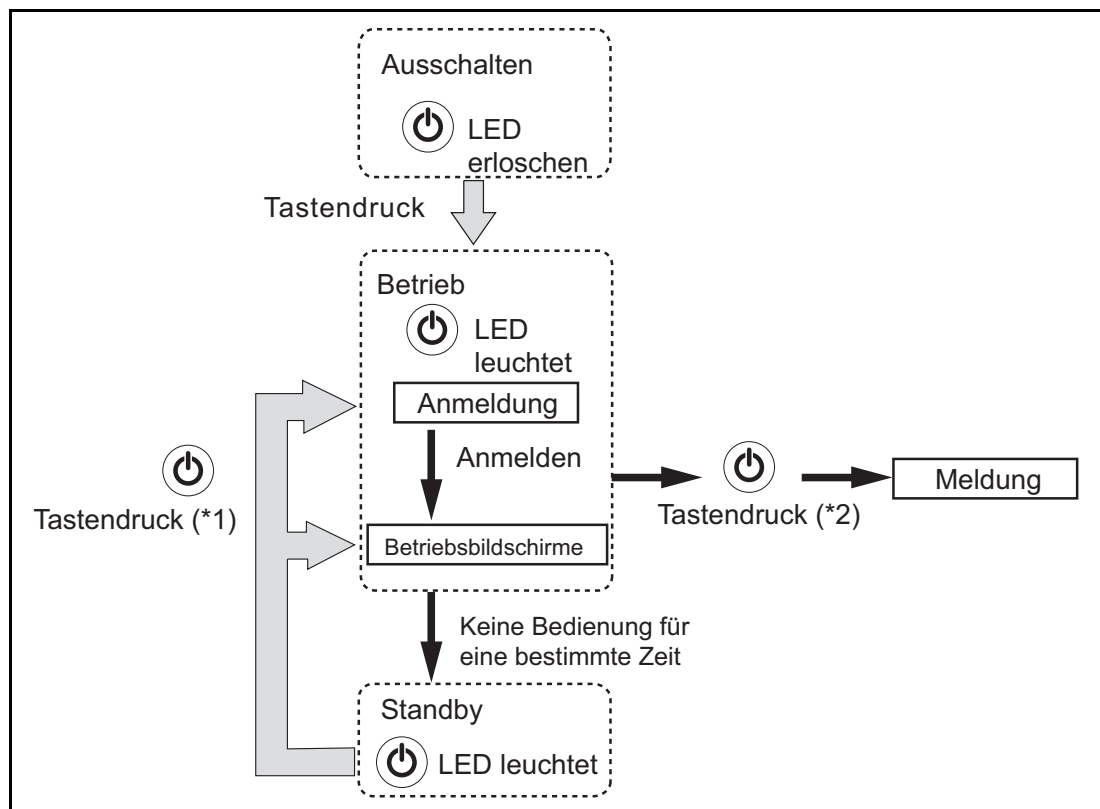 Ausschalten
LED
erloschen
Tastendruck
Betrieb
LED
leuchtet
Anmeldung
Anmelden
Tastendruck (*1)
Tastendruck (*2)
Meldung
Betriebsbildschirme
Keine Bedienung für
eine bestimmte Zeit
Standby
LED leuchtet